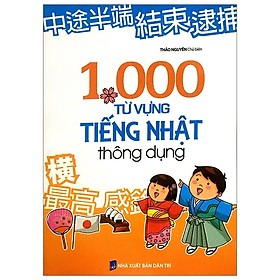 中途半端 結束 逮捕
THẢO NGUYÊN Chủ biên
1.000
TỪ VỰNG
TIẾNG NHẬT
thông dụng
横
最高 感
NHÀ XUẤT BẢN DÂN TRÍ